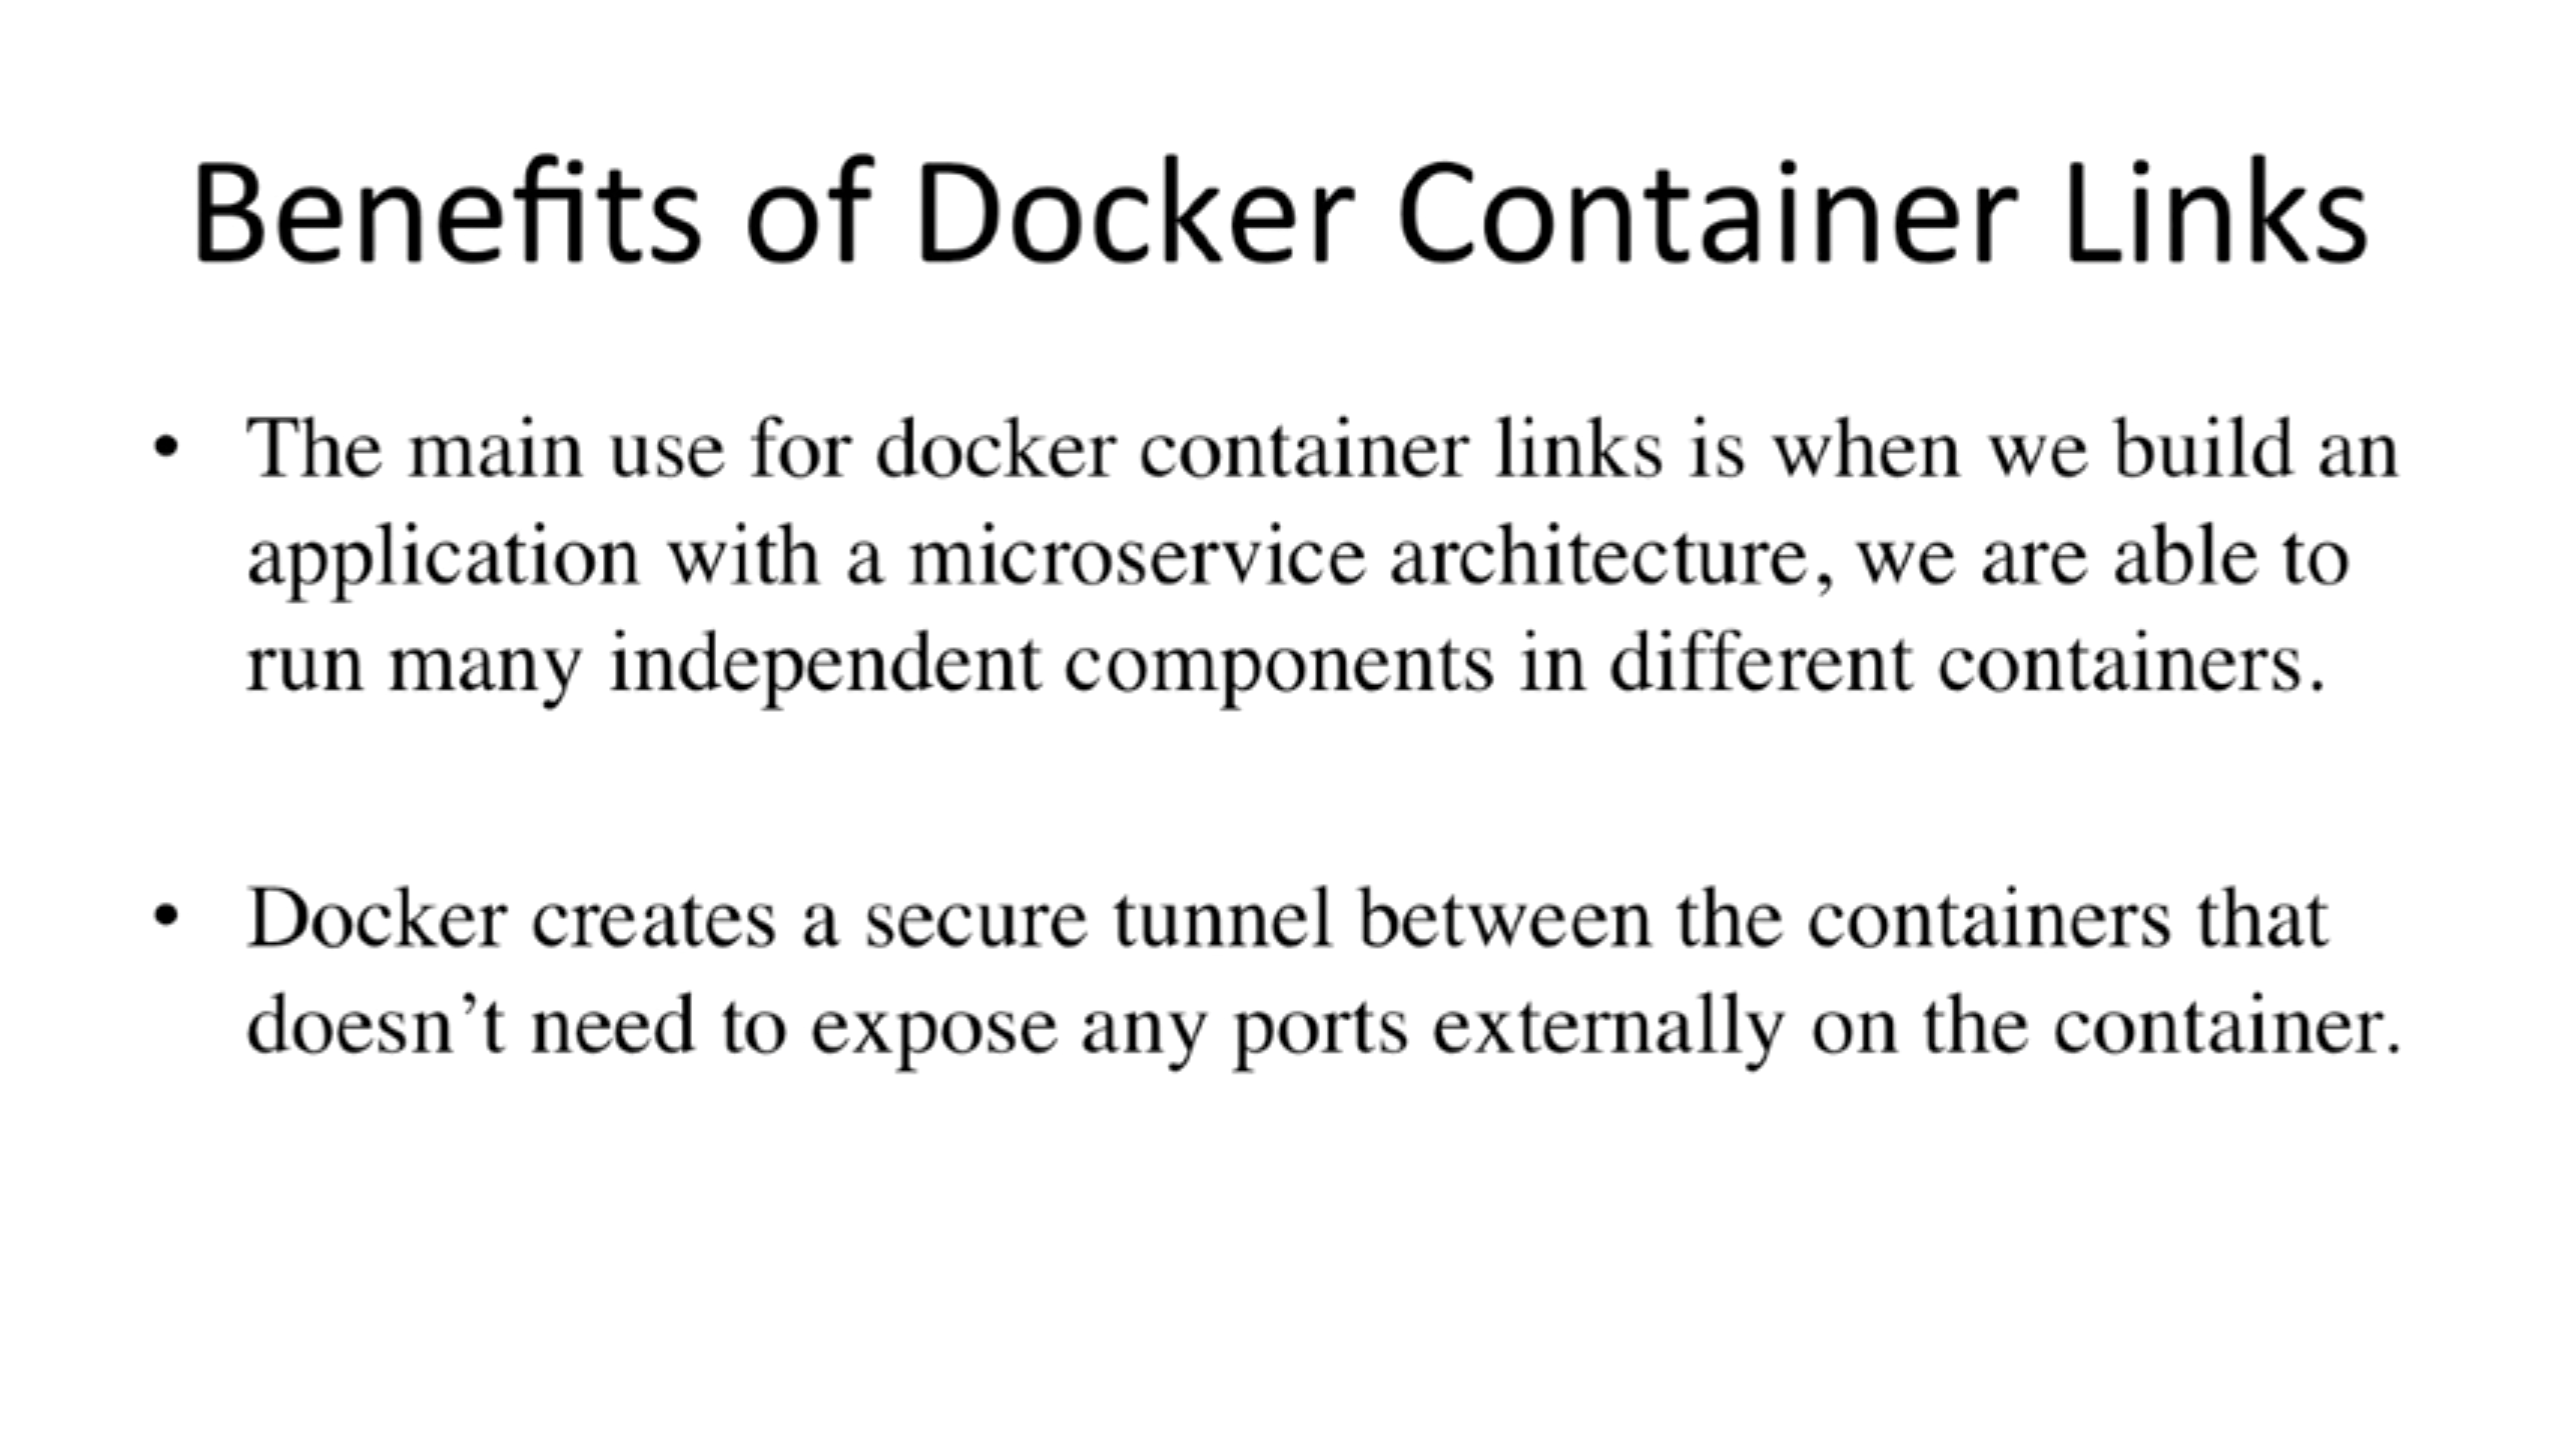 Benefits of Docker Container Links
• The main use for docker container links is when we build an
application with a microservice architecture, we are able to
run many independent components in different containers.
• Docker creates a secure tunnel between the containers that
doesn’t need to expose any ports externally on the container.